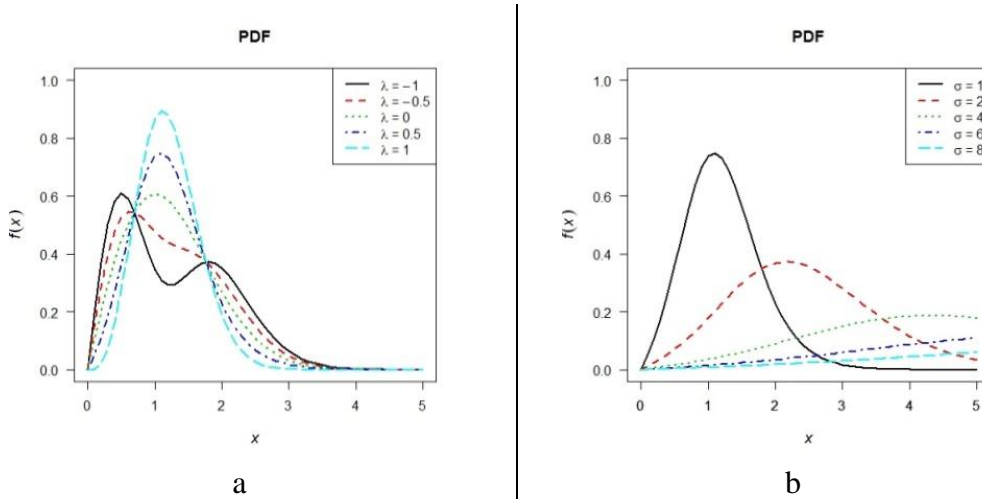 PDF
f(x)
1.0
0.8
0.6
0.4
0.2
0.0
λ = −1
λ = −0.5
λ = 0
λ = 0.5
λ = 1
0 1 2 3 4 5
x
a
PDF
f(x)
1.0
0.8
0.6
0.4
0.2
0.0
σ = 1
σ = 2
σ = 4
σ = 6
σ = 8
0 1 2 3 4 5
x
b